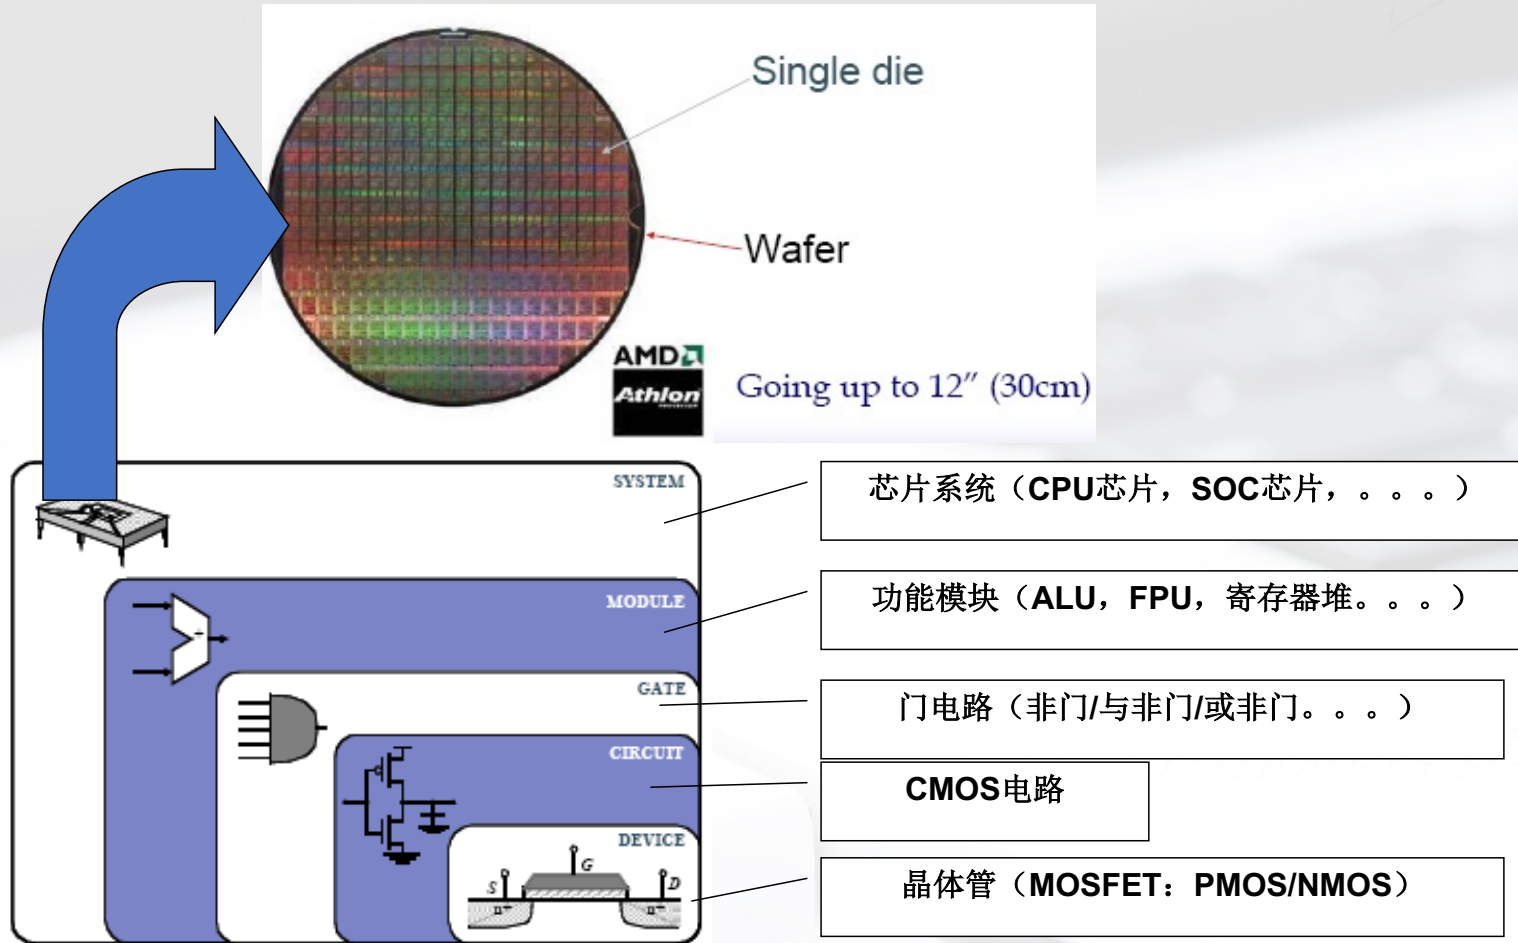 Single die
Wafer
AMD
Athlon
Going up to 12″ (30cm)
SYSTEM
芯片系统（CPU芯片，SOC芯片，。。。）
MODULE
功能模块（ALU，FPU，寄存器堆。。。）
+
GATE
门电路（非门/与非门/或非门。。。）
CIRCUIT
CMOS电路
DEVICE
G
S
D
n+
n+
晶体管（MOSFET：PMOS/NMOS）